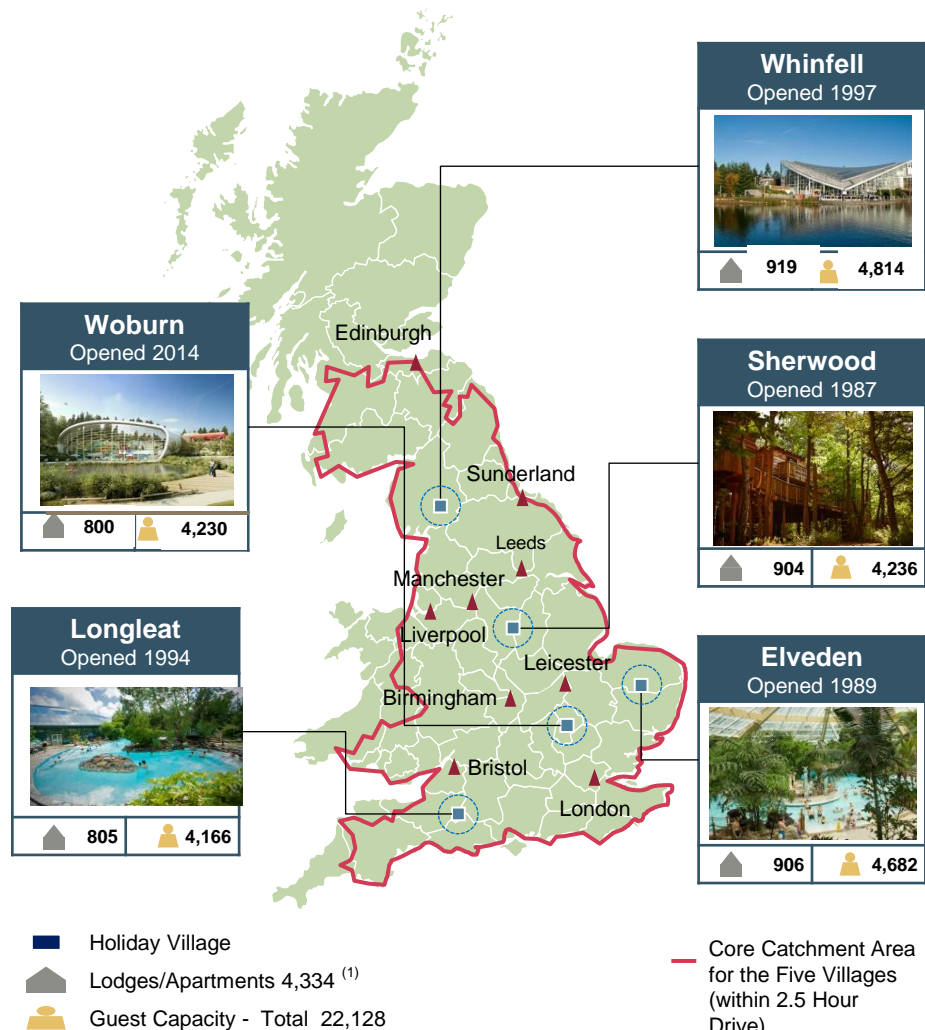 Whinfell
Opened 1997
919 4,814
Woburn
Opened 2014
800 4,230
Sherwood
Opened 1987
904 4,236
Longleat
Opened 1994
805 4,166
Elveden
Opened 1989
906 4,682
Edinburgh
Sunderland
Leeds
Manchester
Liverpool
Leicester
Birmingham
Bristol
London
Holiday Village
Lodges/Apartments 4,334 (1)
Guest Capacity - Total 22,128
Core Catchment Area
for the Five Villages
(within 2.5 Hour
Drive)